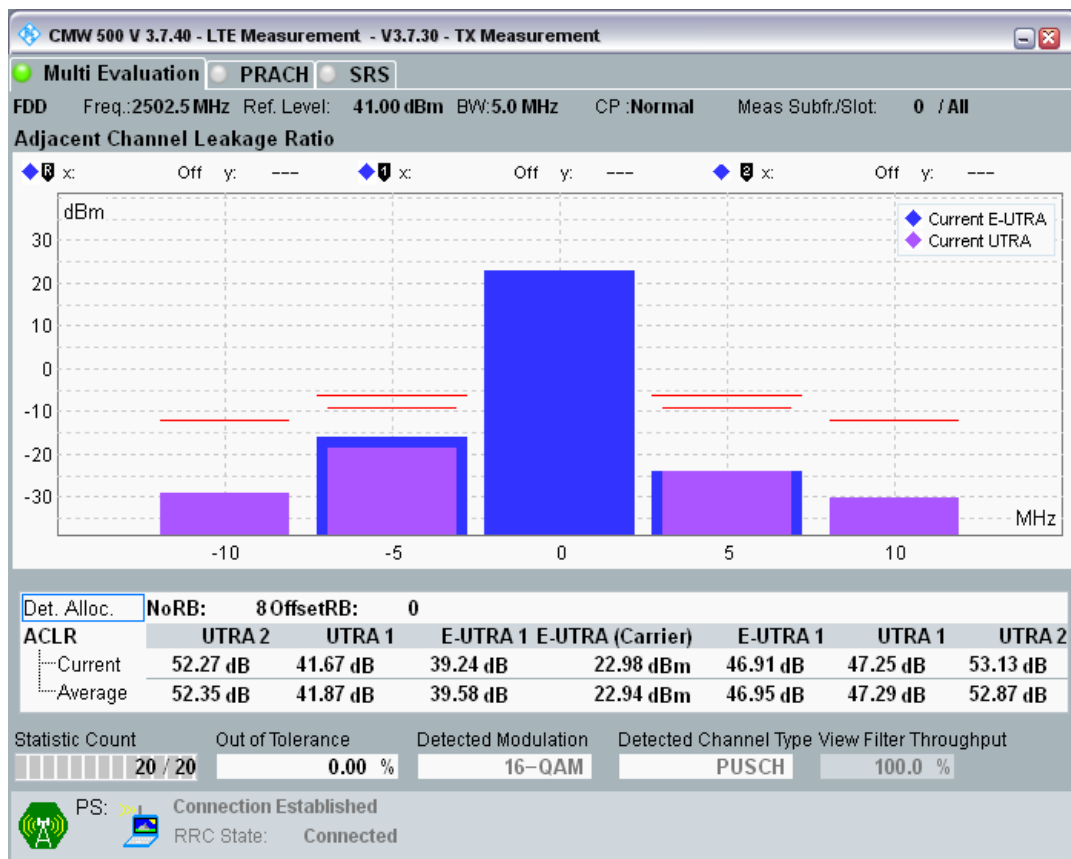 CMW 500 V 3.7.40 - LTE Measurement - V3.7.30 - TX Measurement
Multi Evaluation PRACH SRS
FDD Freq.:2502.5 MHz Ref. Level: 41.00 dBm BW:5.0 MHz CP :Normal Meas Subfr./Slot: 0 / All
Adjacent Channel Leakage Ratio
R x: Off y: --- 1 x: Off y: --- 2 x: Off y: ---
dBm
Current E-UTRA
Current UTRA
30
20
10
0
-10
-20
-30
MHz
-10 -5 0 5 10
Det. Alloc. NoRB: 8 OffsetRB: 0
ACLR UTRA 2 UTRA 1 E-UTRA 1 E-UTRA (Carrier) E-UTRA 1 UTRA 1 UTRA 2
Current 52.27 dB 41.67 dB 39.24 dB 22.98 dBm 46.91 dB 47.25 dB 53.13 dB
Average 52.35 dB 41.87 dB 39.58 dB 22.94 dBm 46.95 dB 47.29 dB 52.87 dB
Statistic Count Out of Tolerance Detected Modulation Detected Channel Type View Filter Throughput
20 / 20 0.00 % 16-QAM PUSCH 100.0 %
PS: Connection Established
RRC State: Connected